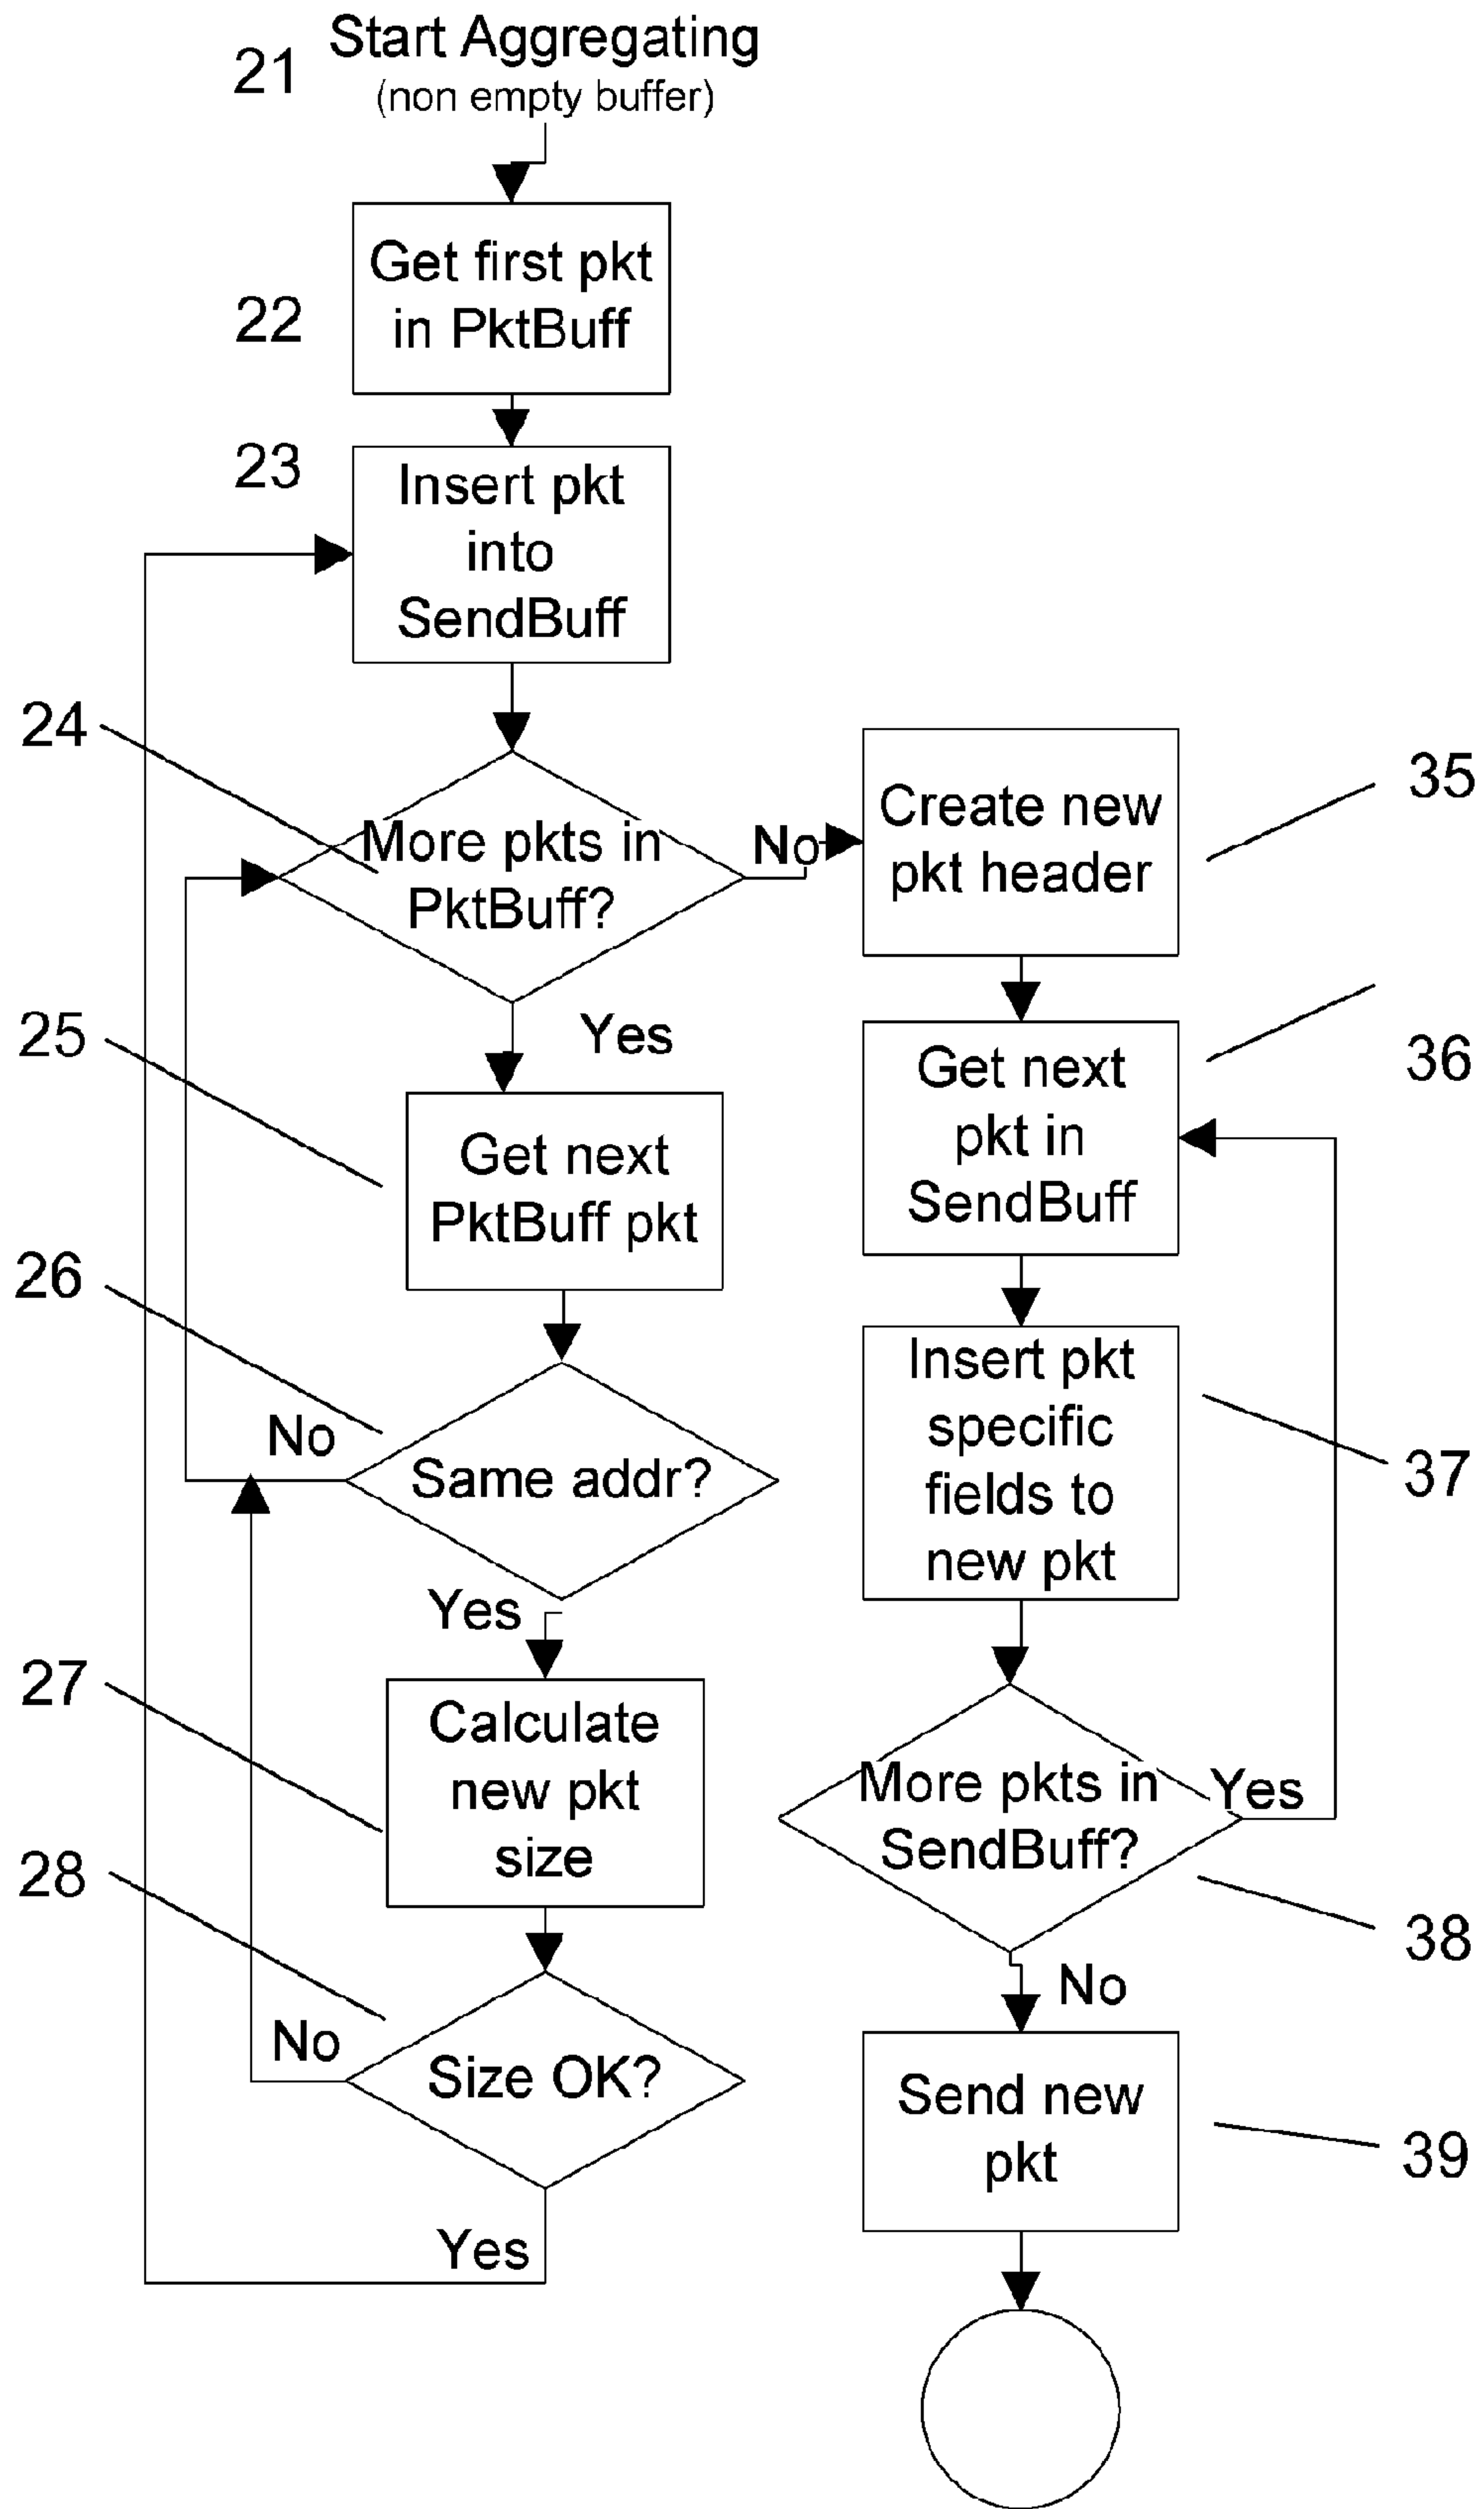 21
Start Aggregating
(non empty buffer)
22
Get first pkt
in PktBuff
23
Insert pkt
into
SendBuff
24
More pkts in
PktBuff?
No
Yes
25
Get next
PktBuff pkt
26
No
Same addr?
Yes
27
Calculate
new pkt
size
28
No
Size OK?
Yes
Create new
pkt header
35
Get next
pkt in
SendBuff
36
Insert pkt
specific
fields to
new pkt
37
More pkts in
SendBuff?
Yes
38
No
Send new
pkt
39